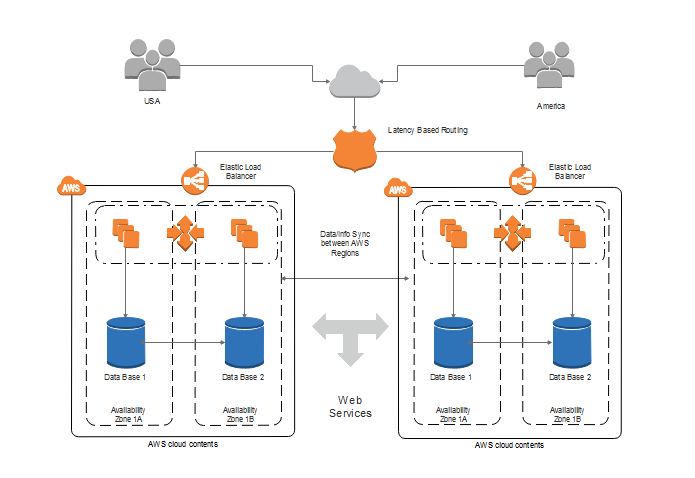 USA
America
Latency Based Routing
Elastic Load
Balancer
Elastic Load
Balancer
AWS
AWS
Data/Info Sync
between AWS
Regions
Data Base 1
Data Base 2
Data Base 1
Data Base 2
Web
Services
Availability
Zone 1A
Availability
Zone 1B
Availability
Zone 1A
Availability
Zone 1B
AWS cloud contents
AWS cloud contents